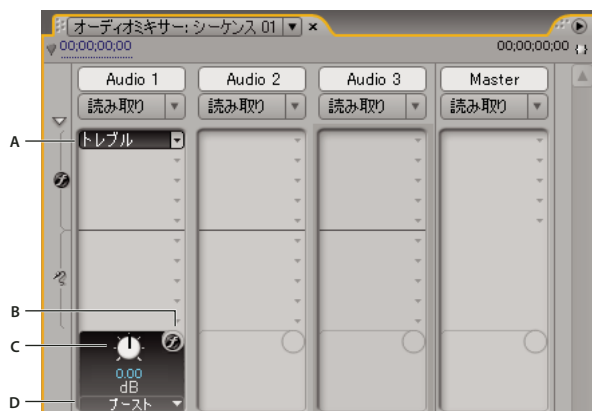 オーディオミキサー: シーケンス 01
00;00;00;00 00;00;00;00
Audio 1 Audio 2 Audio 3 Master
読み取り 読み取り 読み取り 読み取り
A トレブル
B
C
0.00
dB
D ブースト